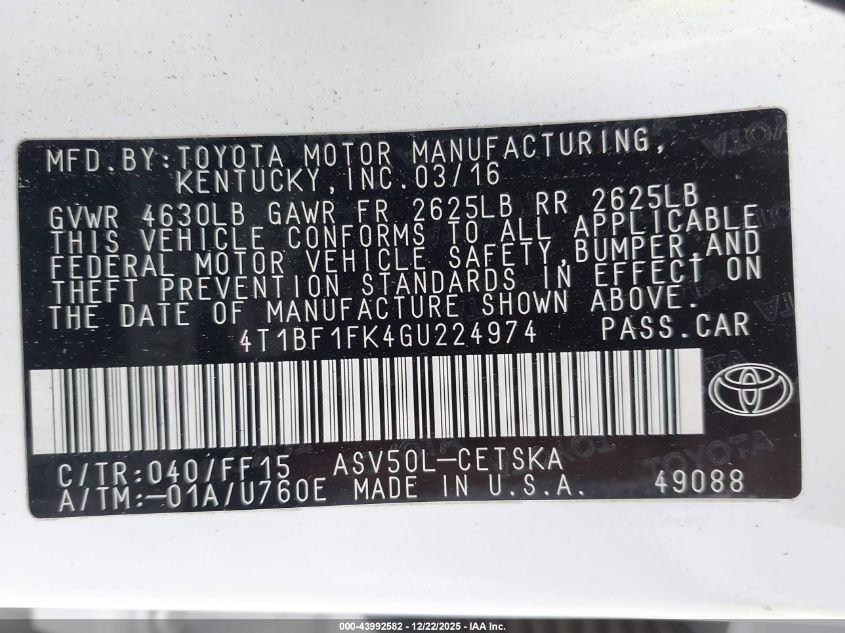 MFD.BY:TOYOTA MOTOR MANUFACTURING,
KENTUCKY,INC.03/16
GVWR 4630LB GAWR FR 2625LB RR 2625LB
THIS VEHICLE CONFORMS TO ALL APPLICABLE
FEDERAL MOTOR VEHICLE SAFETY,BUMPER,AND
THEFT PREVENTION STANDARDS IN EFFECT ON
THE DATE OF MANUFACTURE SHOWN ABOVE.
4T1BF1FK4GU224974 PASS.CAR
C/TR:040/FF15 ASV50L-CETSKA
A/TM:-01A/U760E MADE IN U.S.A. 49088
TOYOTA
000-43992582 - 12/22/2025 - IAA Inc.